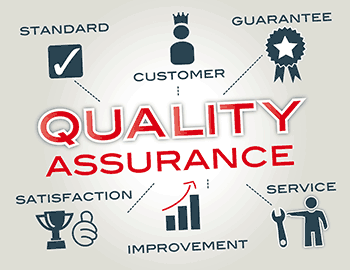 STANDARD
CUSTOMER
GUARANTEE
QUALITY
ASSURANCE
SATISFACTION
IMPROVEMENT
SERVICE